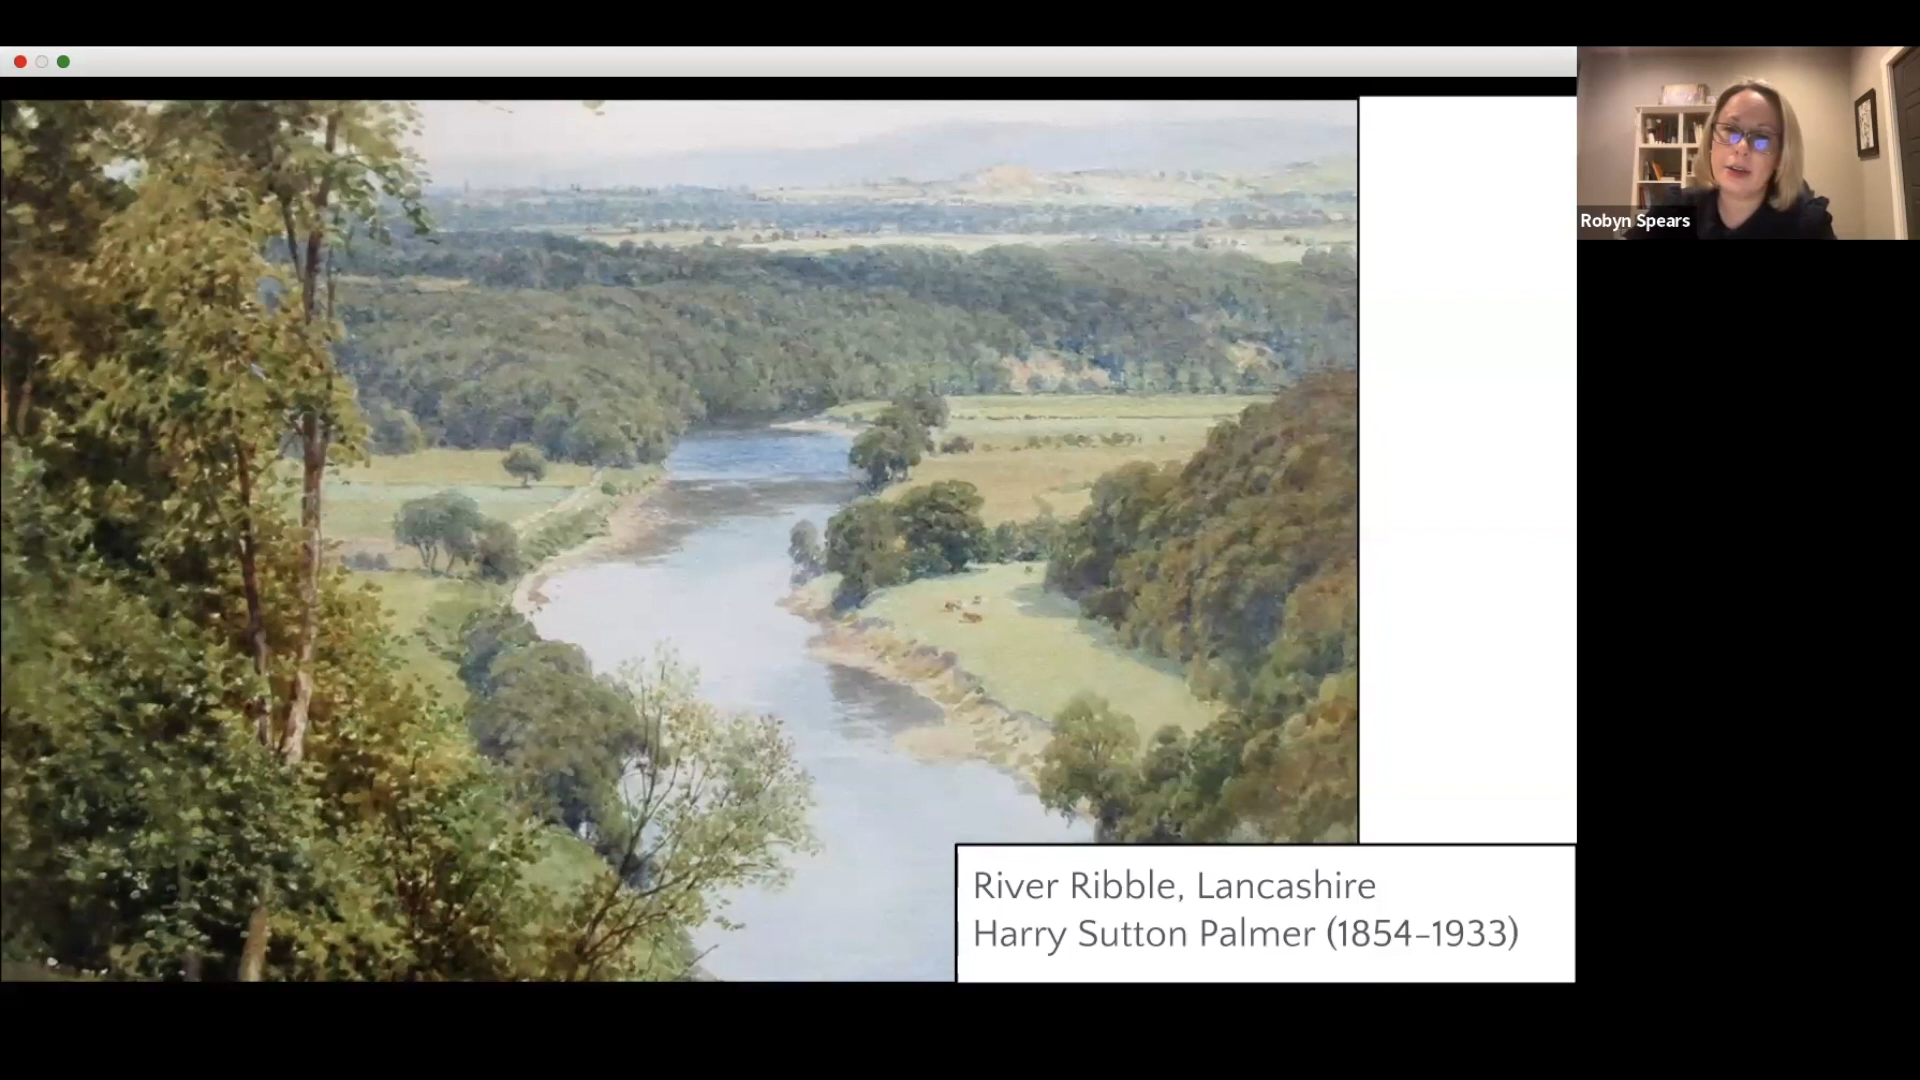 Robyn Spears
River Ribble, Lancashire
Harry Sutton Palmer (1854–1933)